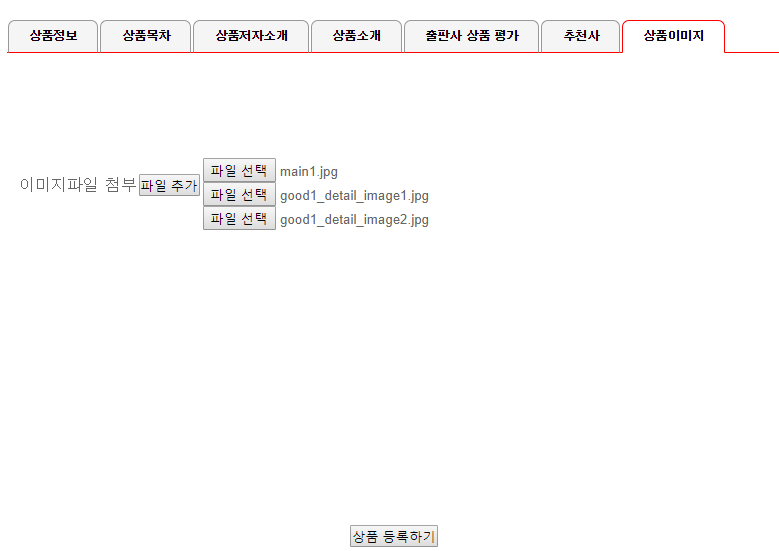 상품정보 상품목차 상품저자소개 상품소개 출판사 상품 평가 추천사 상품이미지
파일 선택 main1.jpg
이미지파일 첨부 파일 추가
파일 선택 good1_detail_image1.jpg
파일 선택 good1_detail_image2.jpg
상품 등록하기